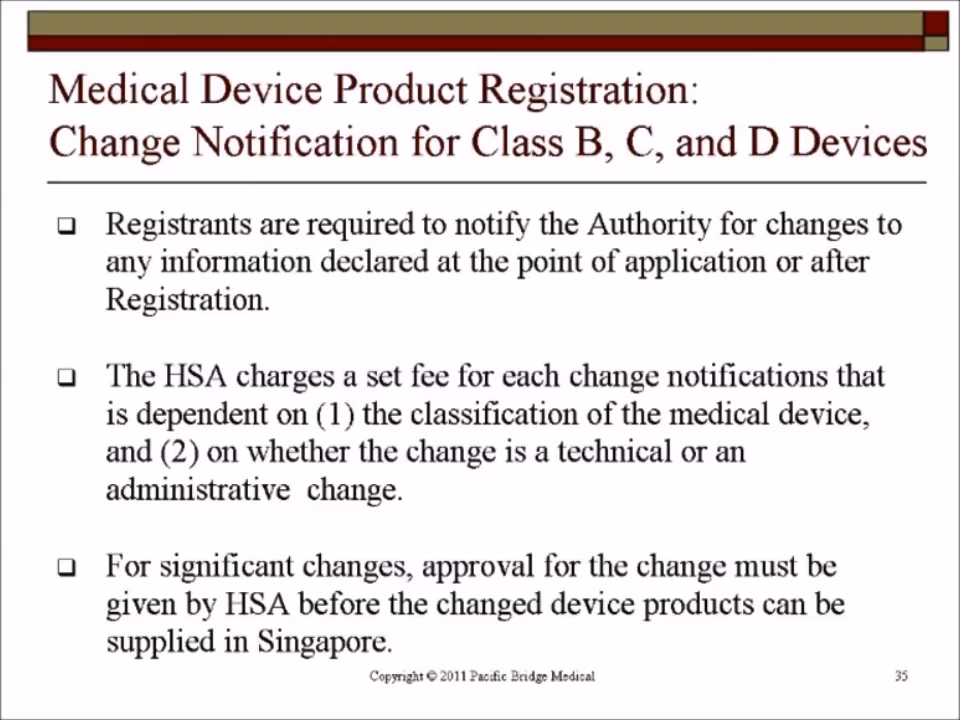 Medical Device Product Registration:
Change Notification for Class B, C, and D Devices
Registrants are required to notify the Authority for changes to
any information declared at the point of application or after
Registration.
The HSA charges a set fee for each change notifications that
is dependent on (1) the classification of the medical device,
and (2) on whether the change is a technical or an
administrative change.
For significant changes, approval for the change must be
given by HSA before the changed device products can be
supplied in Singapore.
Copyright © 2011 Pacific Bridge Medical
35